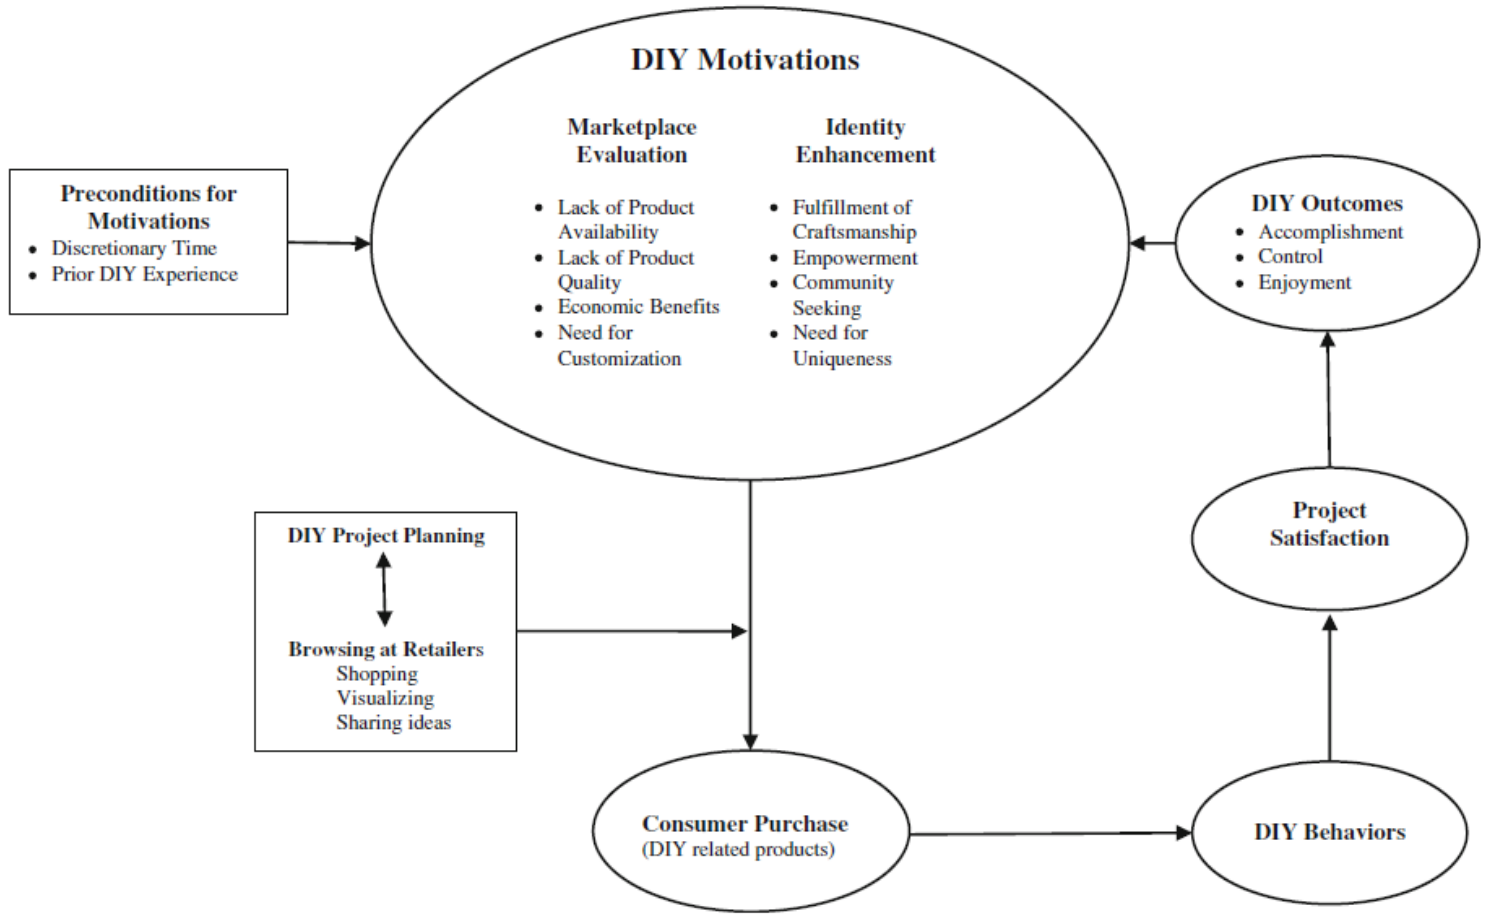 DIY Motivations
Marketplace
Evaluation
• Lack of Product
Availability
• Lack of Product
Quality
• Economic Benefits
• Need for
Customization
Identity
Enhancement
• Fulfillment of
Craftsmanship
• Empowerment
• Community
Seeking
• Need for
Uniqueness
Preconditions for
Motivations
• Discretionary Time
• Prior DIY Experience
DIY Outcomes
• Accomplishment
• Control
• Enjoyment
Project
Satisfaction
DIY Project Planning
Browsing at Retailers
Shopping
Visualizing
Sharing ideas
Consumer Purchase
(DIY related products)
DIY Behaviors